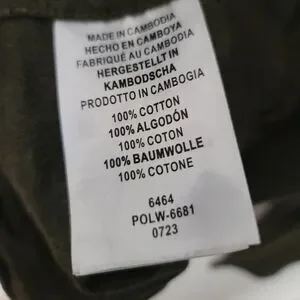 MADE IN CAMBODIA
HECHO EN CAMBOYA
FABRIQUÉ AU CAMBODIA
HERGESTELLT IN
KAMBODSCHA
PRODOTTO IN CAMBOGIA
100% COTTON
100% ALGODÓN
100% COTON
100% BAUMWOLLE
100% COTONE
6464
POLW-6681
0723